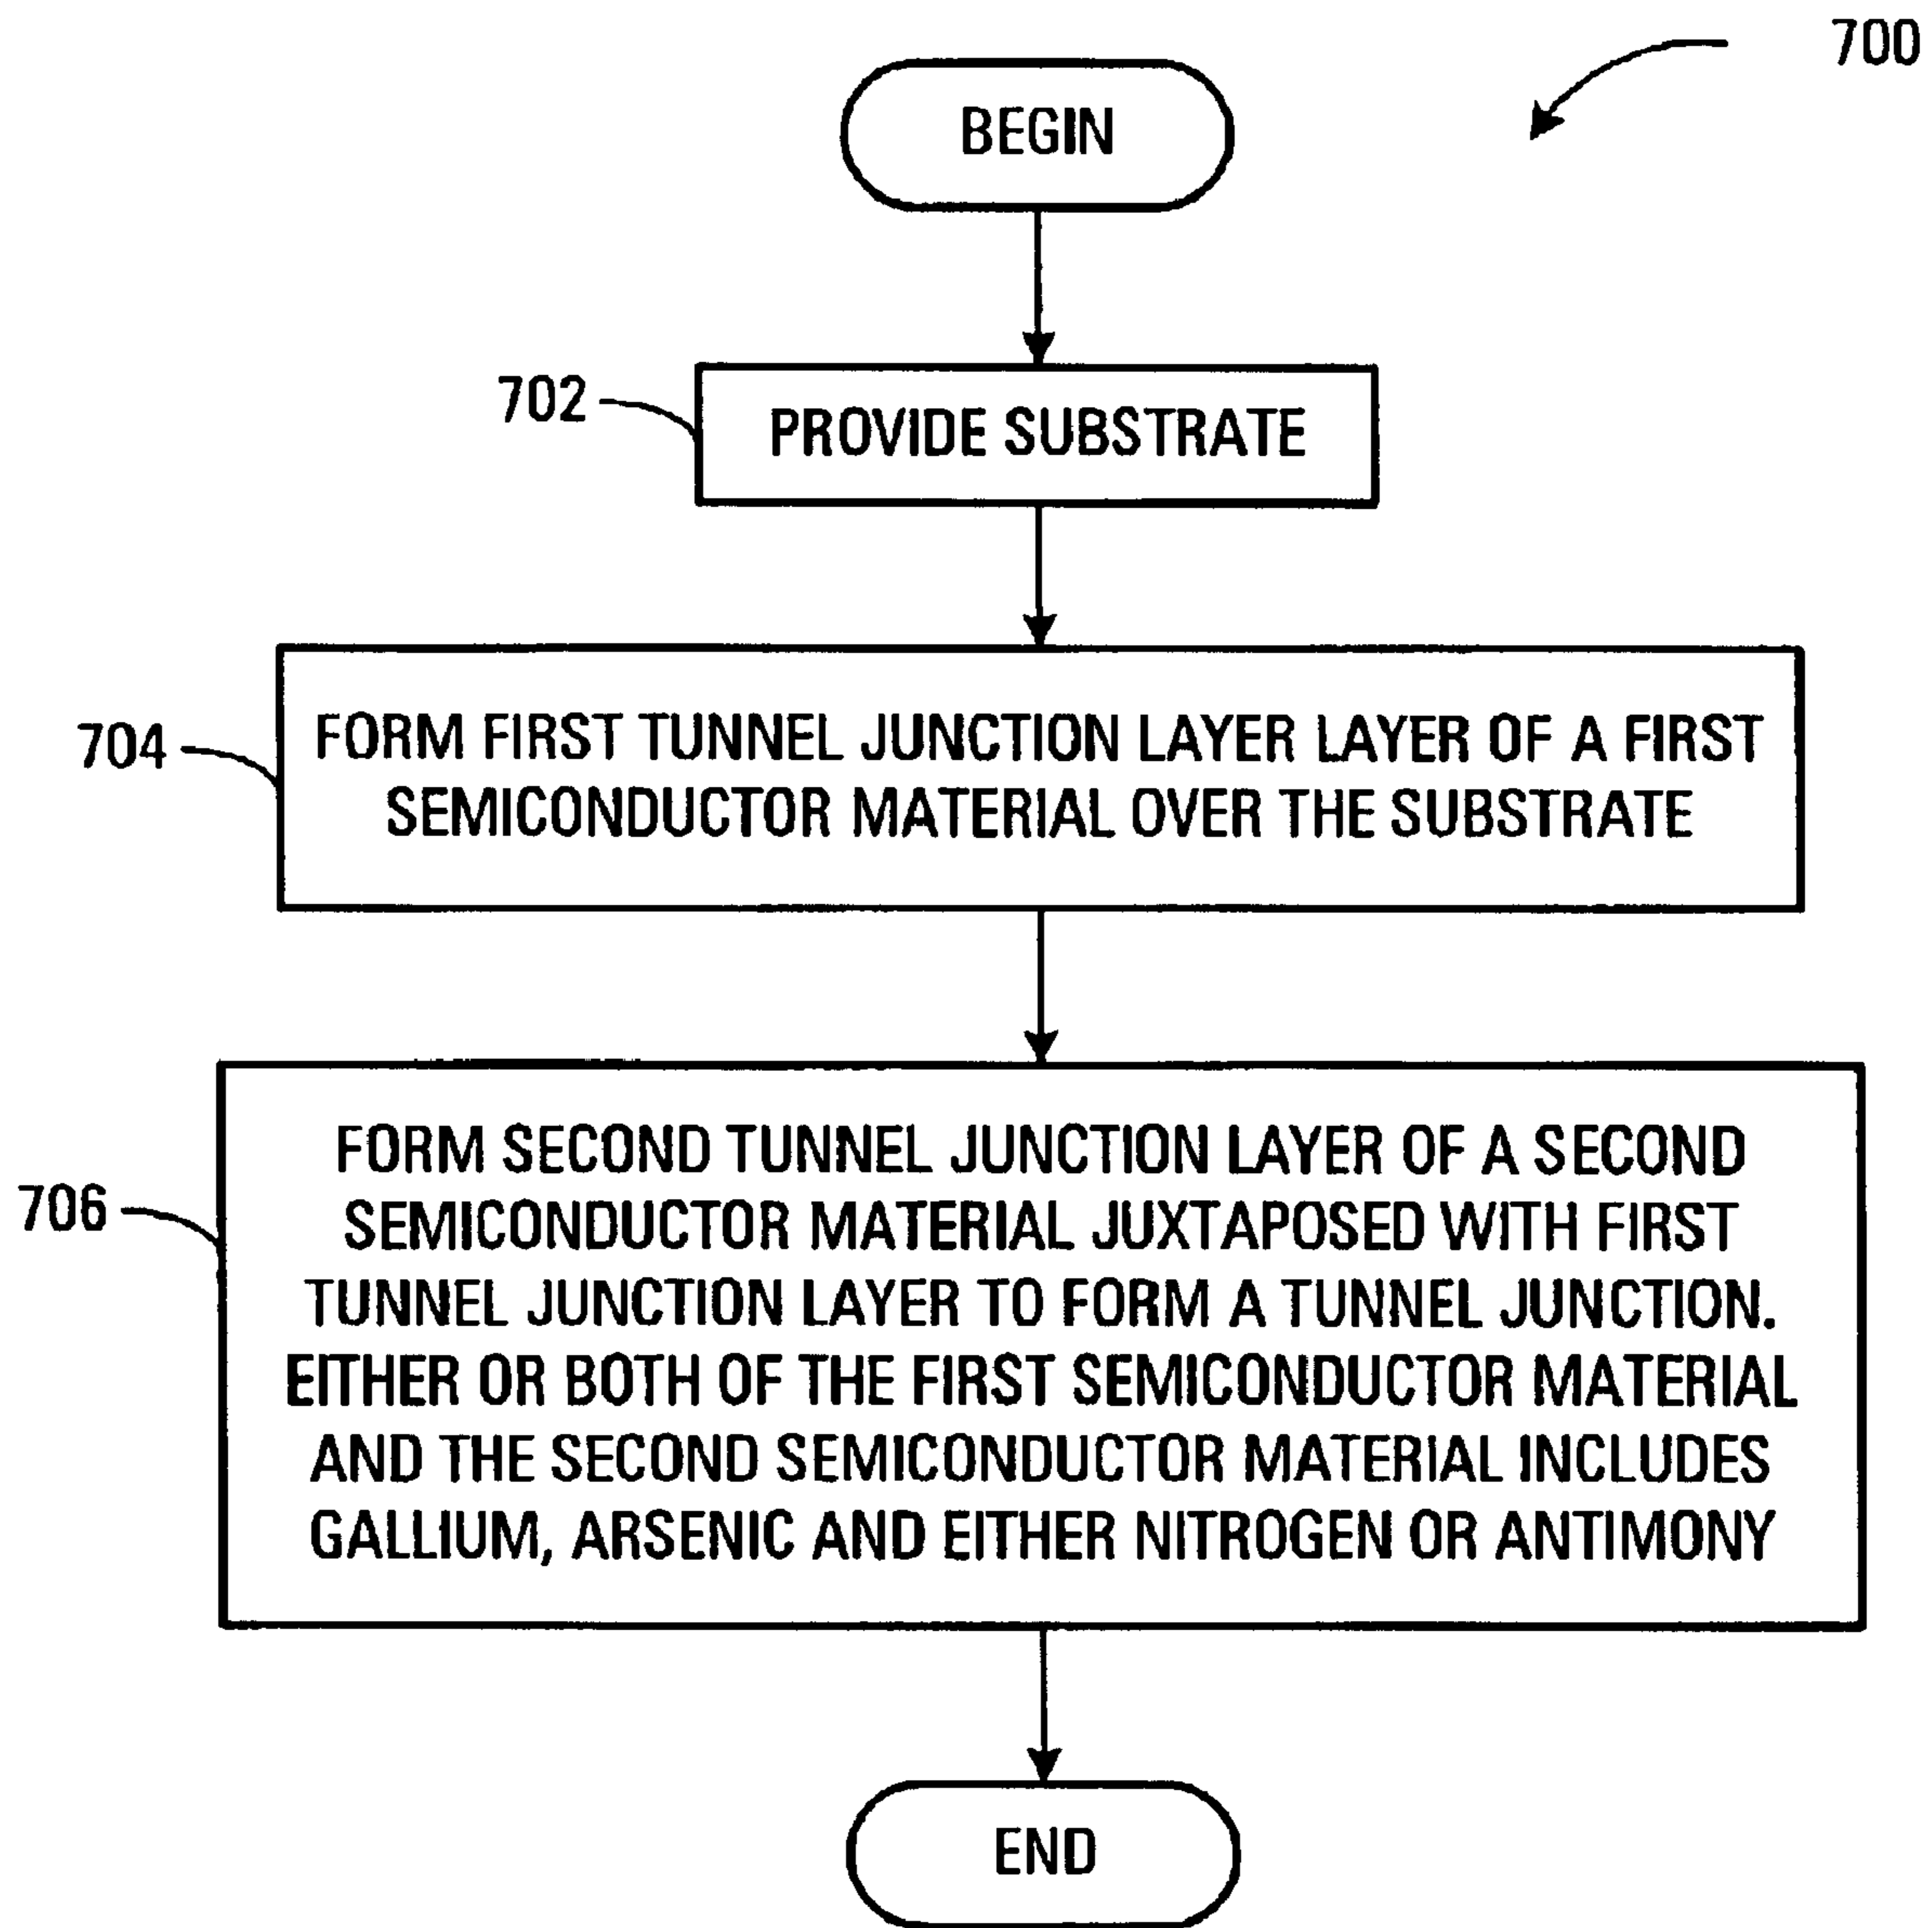 700
BEGIN
702
PROVIDE SUBSTRATE
704
FORM FIRST TUNNEL JUNCTION LAYER LAYER OF A FIRST
SEMICONDUCTOR MATERIAL OVER THE SUBSTRATE
706
FORM SECOND TUNNEL JUNCTION LAYER OF A SECOND
SEMICONDUCTOR MATERIAL JUXTAPOSED WITH FIRST
TUNNEL JUNCTION LAYER TO FORM A TUNNEL JUNCTION.
EITHER OR BOTH OF THE FIRST SEMICONDUCTOR MATERIAL
AND THE SECOND SEMICONDUCTOR MATERIAL INCLUDES
GALLIUM, ARSENIC AND EITHER NITROGEN OR ANTIMONY
END